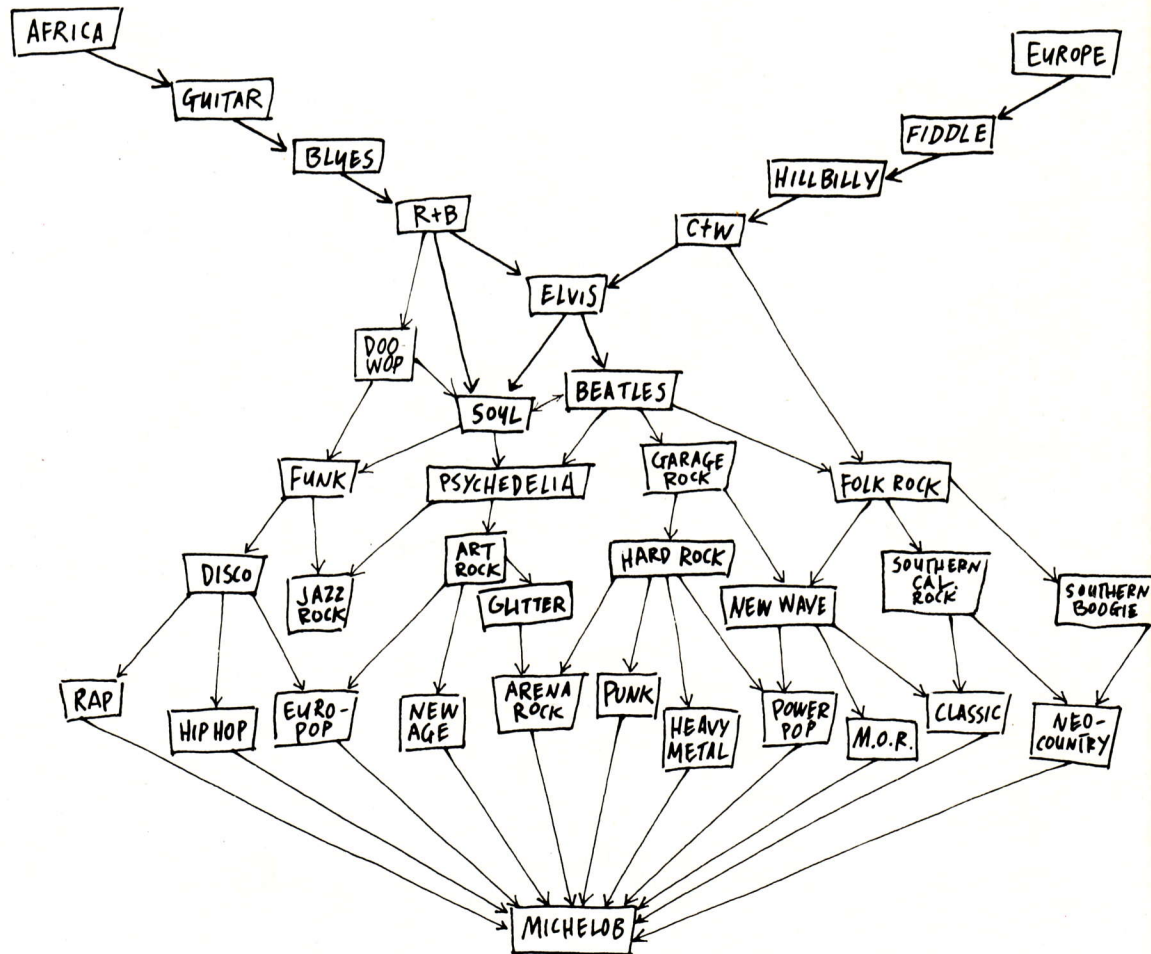 AFRICA
EUROPE
GUITAR
FIDDLE
BLUES
HILLBILLY
R+B
C+W
ELVIS
DOO
WOP
BEATLES
SOUL
GARAGE
ROCK
FUNK
PSYCHEDELIA
FOLK ROCK
ART
ROCK
HARD ROCK
SOUTHERN
CAL.
ROCK
DISCO
JAZZ
ROCK
GLITTER
NEW WAVE
SOUTHERN
BOOGIE
RAP
HIP HOP
EURO-
POP
NEW
AGE
ARENA
ROCK
PUNK
HEAVY
METAL
POWER
POP
M.O.R.
CLASSIC
NEO-
COUNTRY
MICHELOB